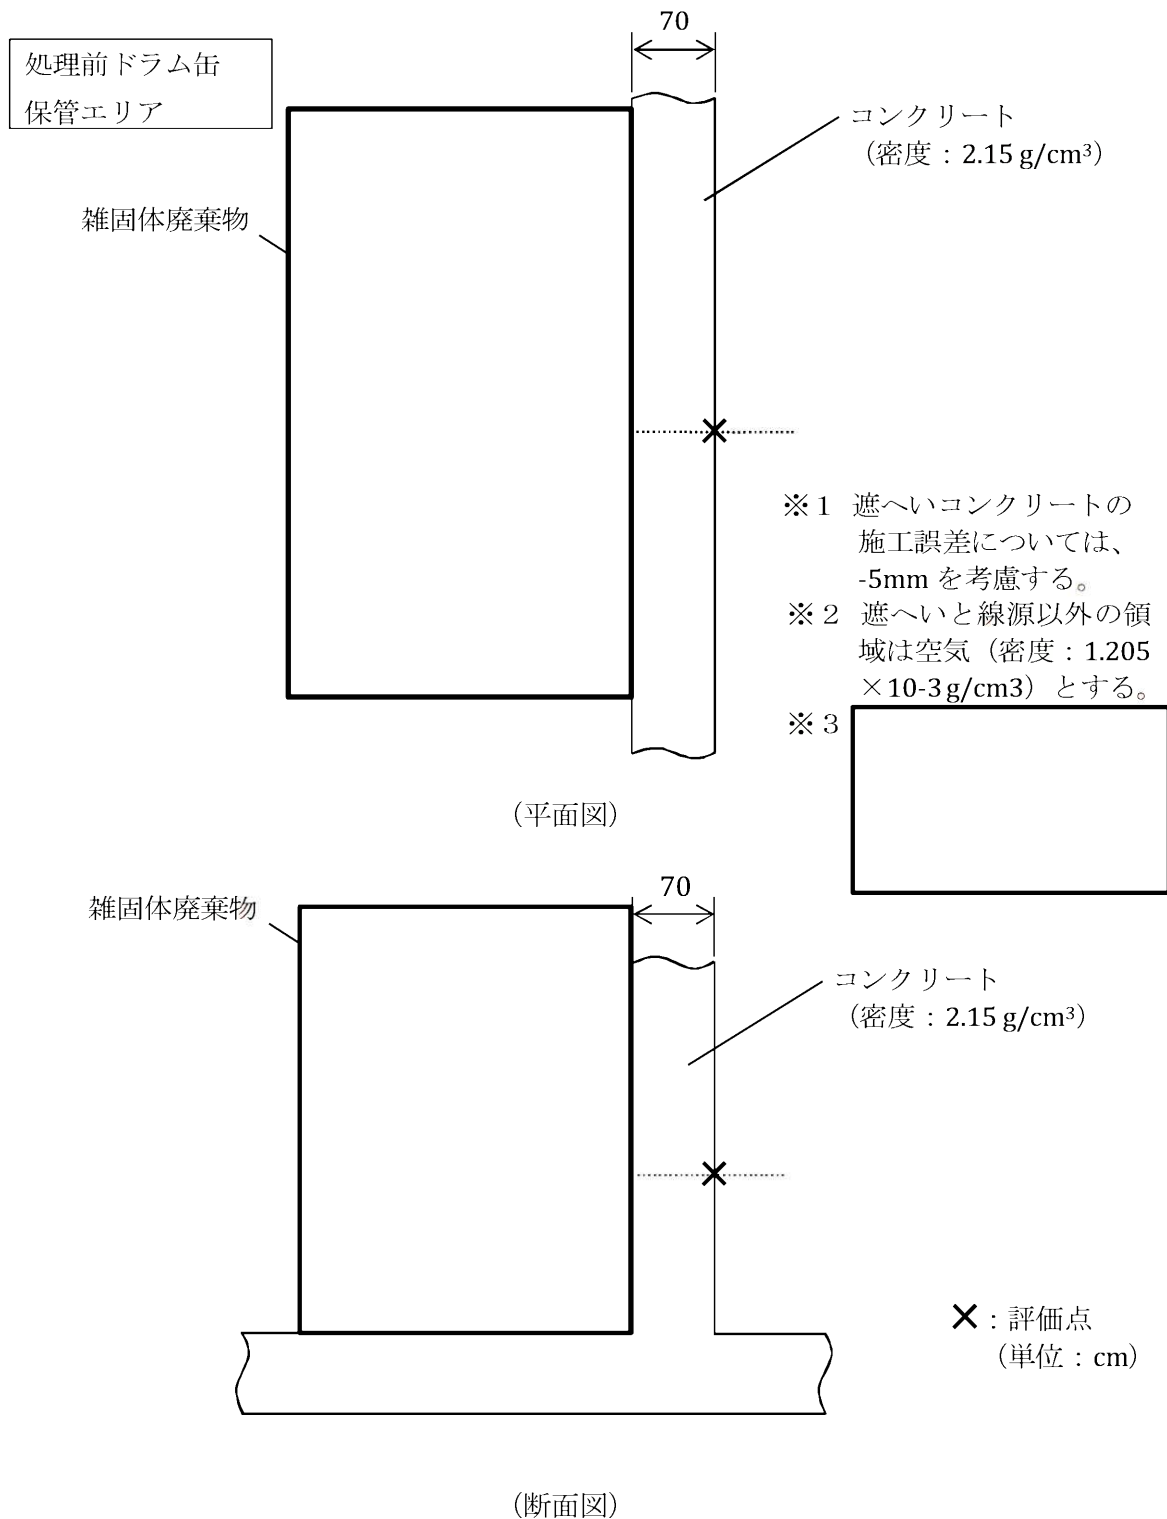 70
処理前ドラム缶
保管エリア
コンクリート
（密度：2.15 g/cm³）
雑固体廃棄物
※１ 遮へいコンクリートの
施工誤差については、
-5mm を考慮する。
※２ 遮へいと線源以外の領
域は空気（密度：1.205
×10-3 g/cm3）とする。
※３
（平面図）
70
雑固体廃棄物
コンクリート
（密度：2.15 g/cm³）
×：評価点
（単位：cm）
（断面図）